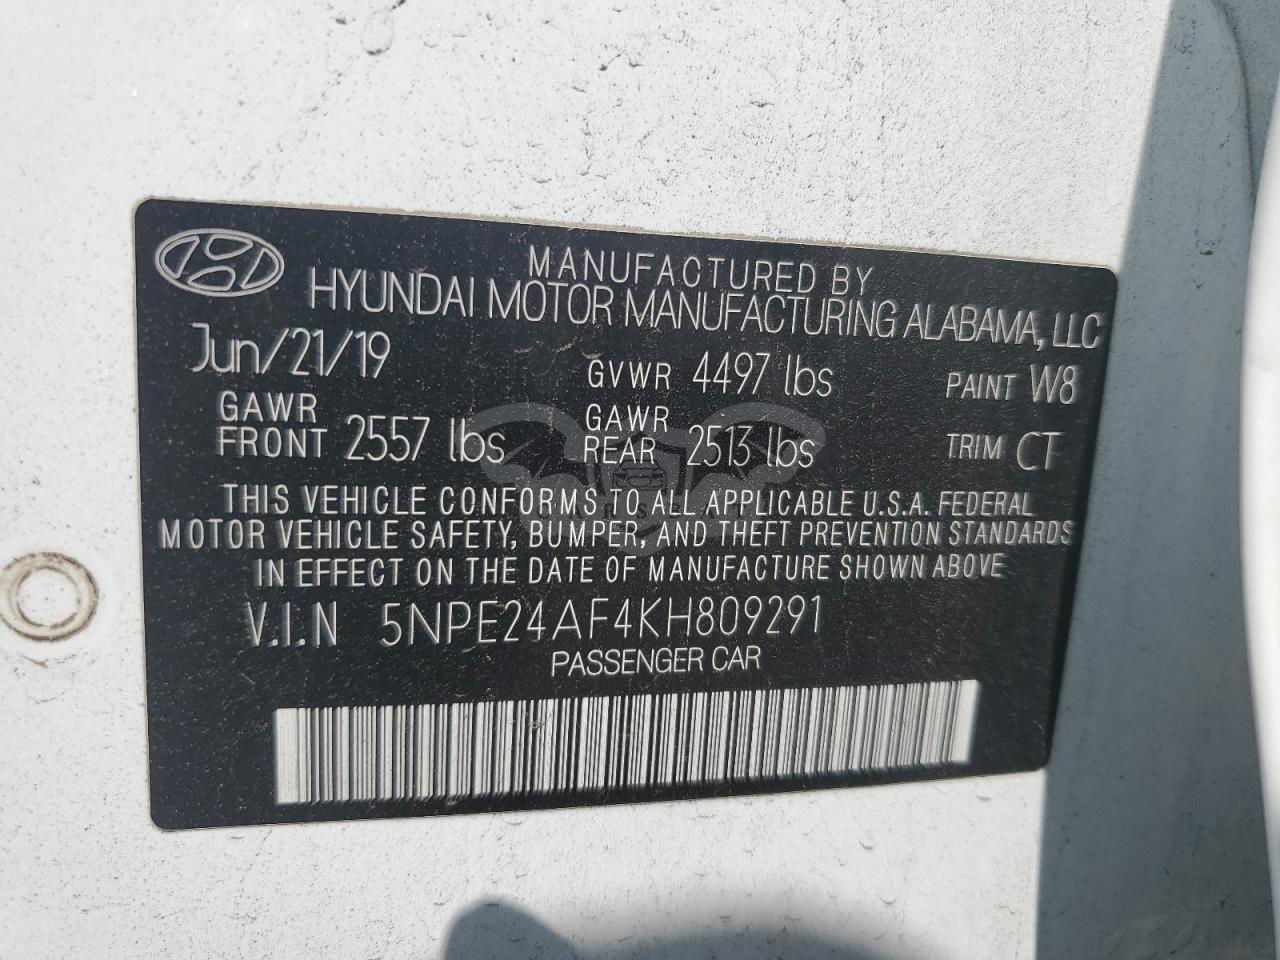 MANUFACTURED BY
HYUNDAI MOTOR MANUFACTURING ALABAMA, LLC
Jun/21/19 GVWR 4497 lbs PAINT W8
GAWR FRONT 2557 lbs GAWR REAR 2513 lbs TRIM CT
THIS VEHICLE CONFORMS TO ALL APPLICABLE U.S.A. FEDERAL
MOTOR VEHICLE SAFETY, BUMPER, AND THEFT PREVENTION STANDARDS
IN EFFECT ON THE DATE OF MANUFACTURE SHOWN ABOVE
V.I.N 5NPE24AF4KH809291
PASSENGER CAR